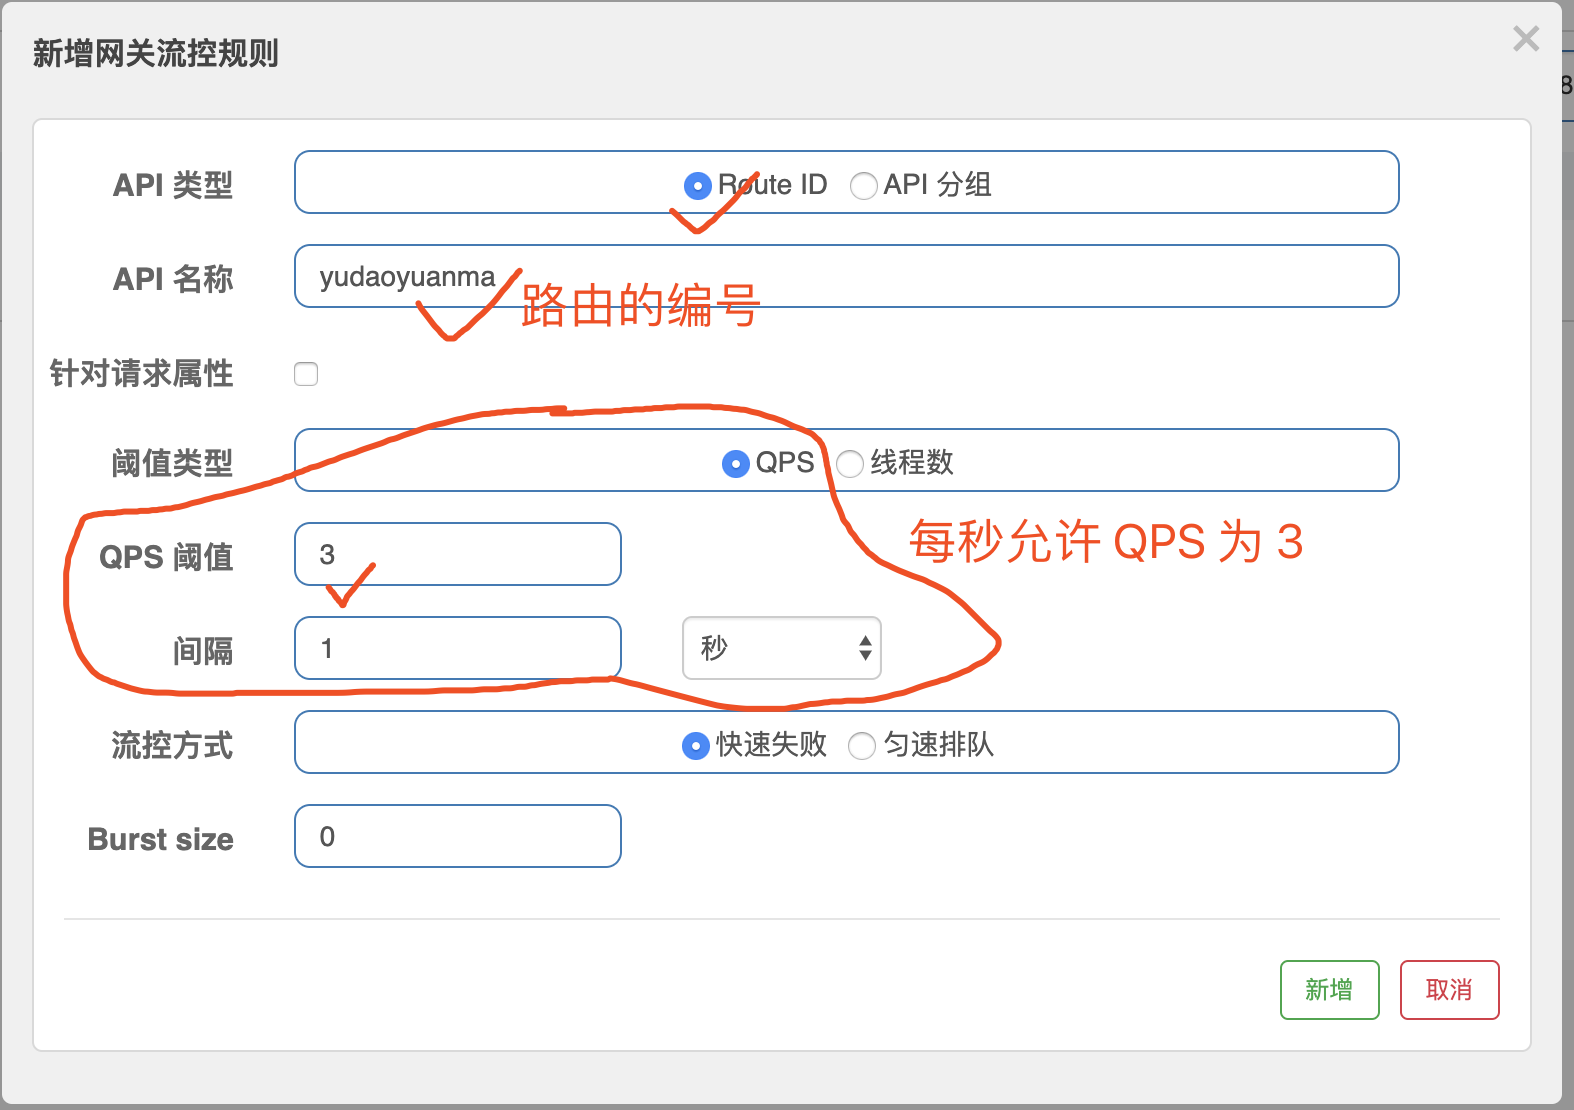 新增网关流控规则
×
8
API 类型
Route ID
API 分组
API 名称
yudaoyuanma
路由的编号
针对请求属性
阈值类型
QPS
线程数
QPS 阈值
3
每秒允许 QPS 为 3
间隔
1
秒
流控方式
快速失败
匀速排队
Burst size
0
新增
取消